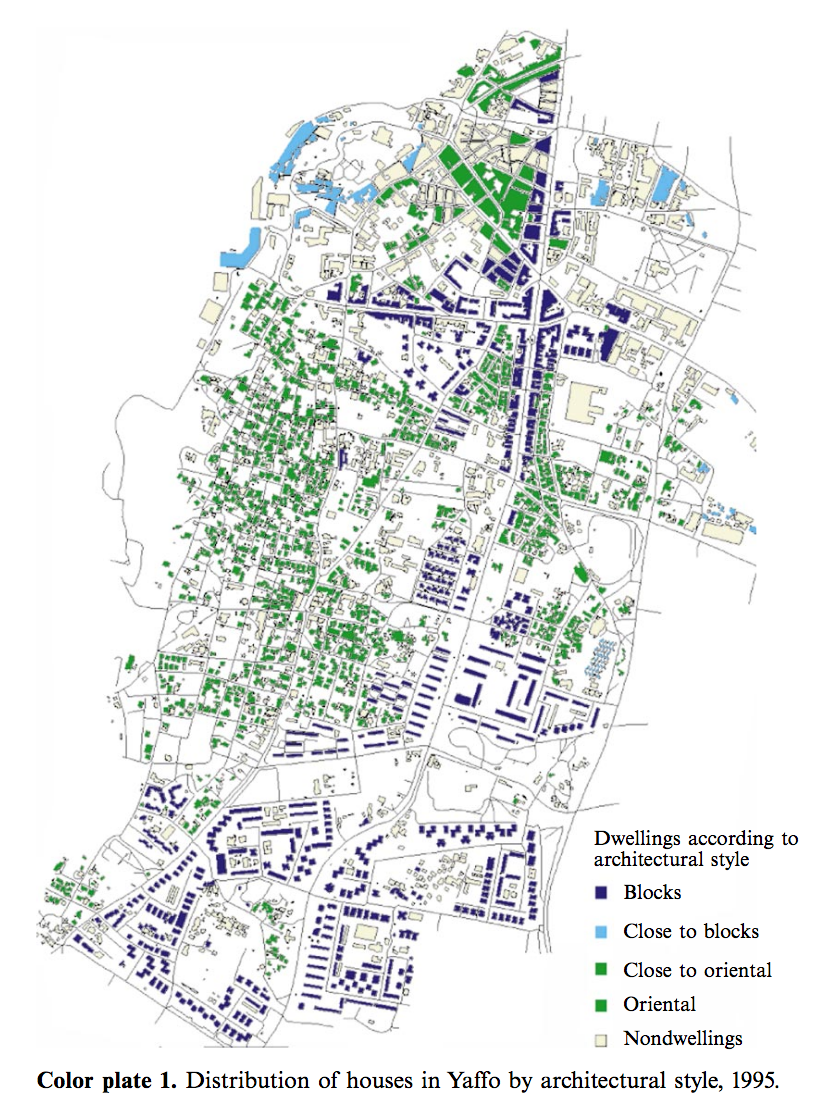 Dwellings according to
architectural style
Blocks
Close to blocks
Close to oriental
Oriental
Nondwellings
Color plate 1. Distribution of houses in Yaffo by architectural style, 1995.